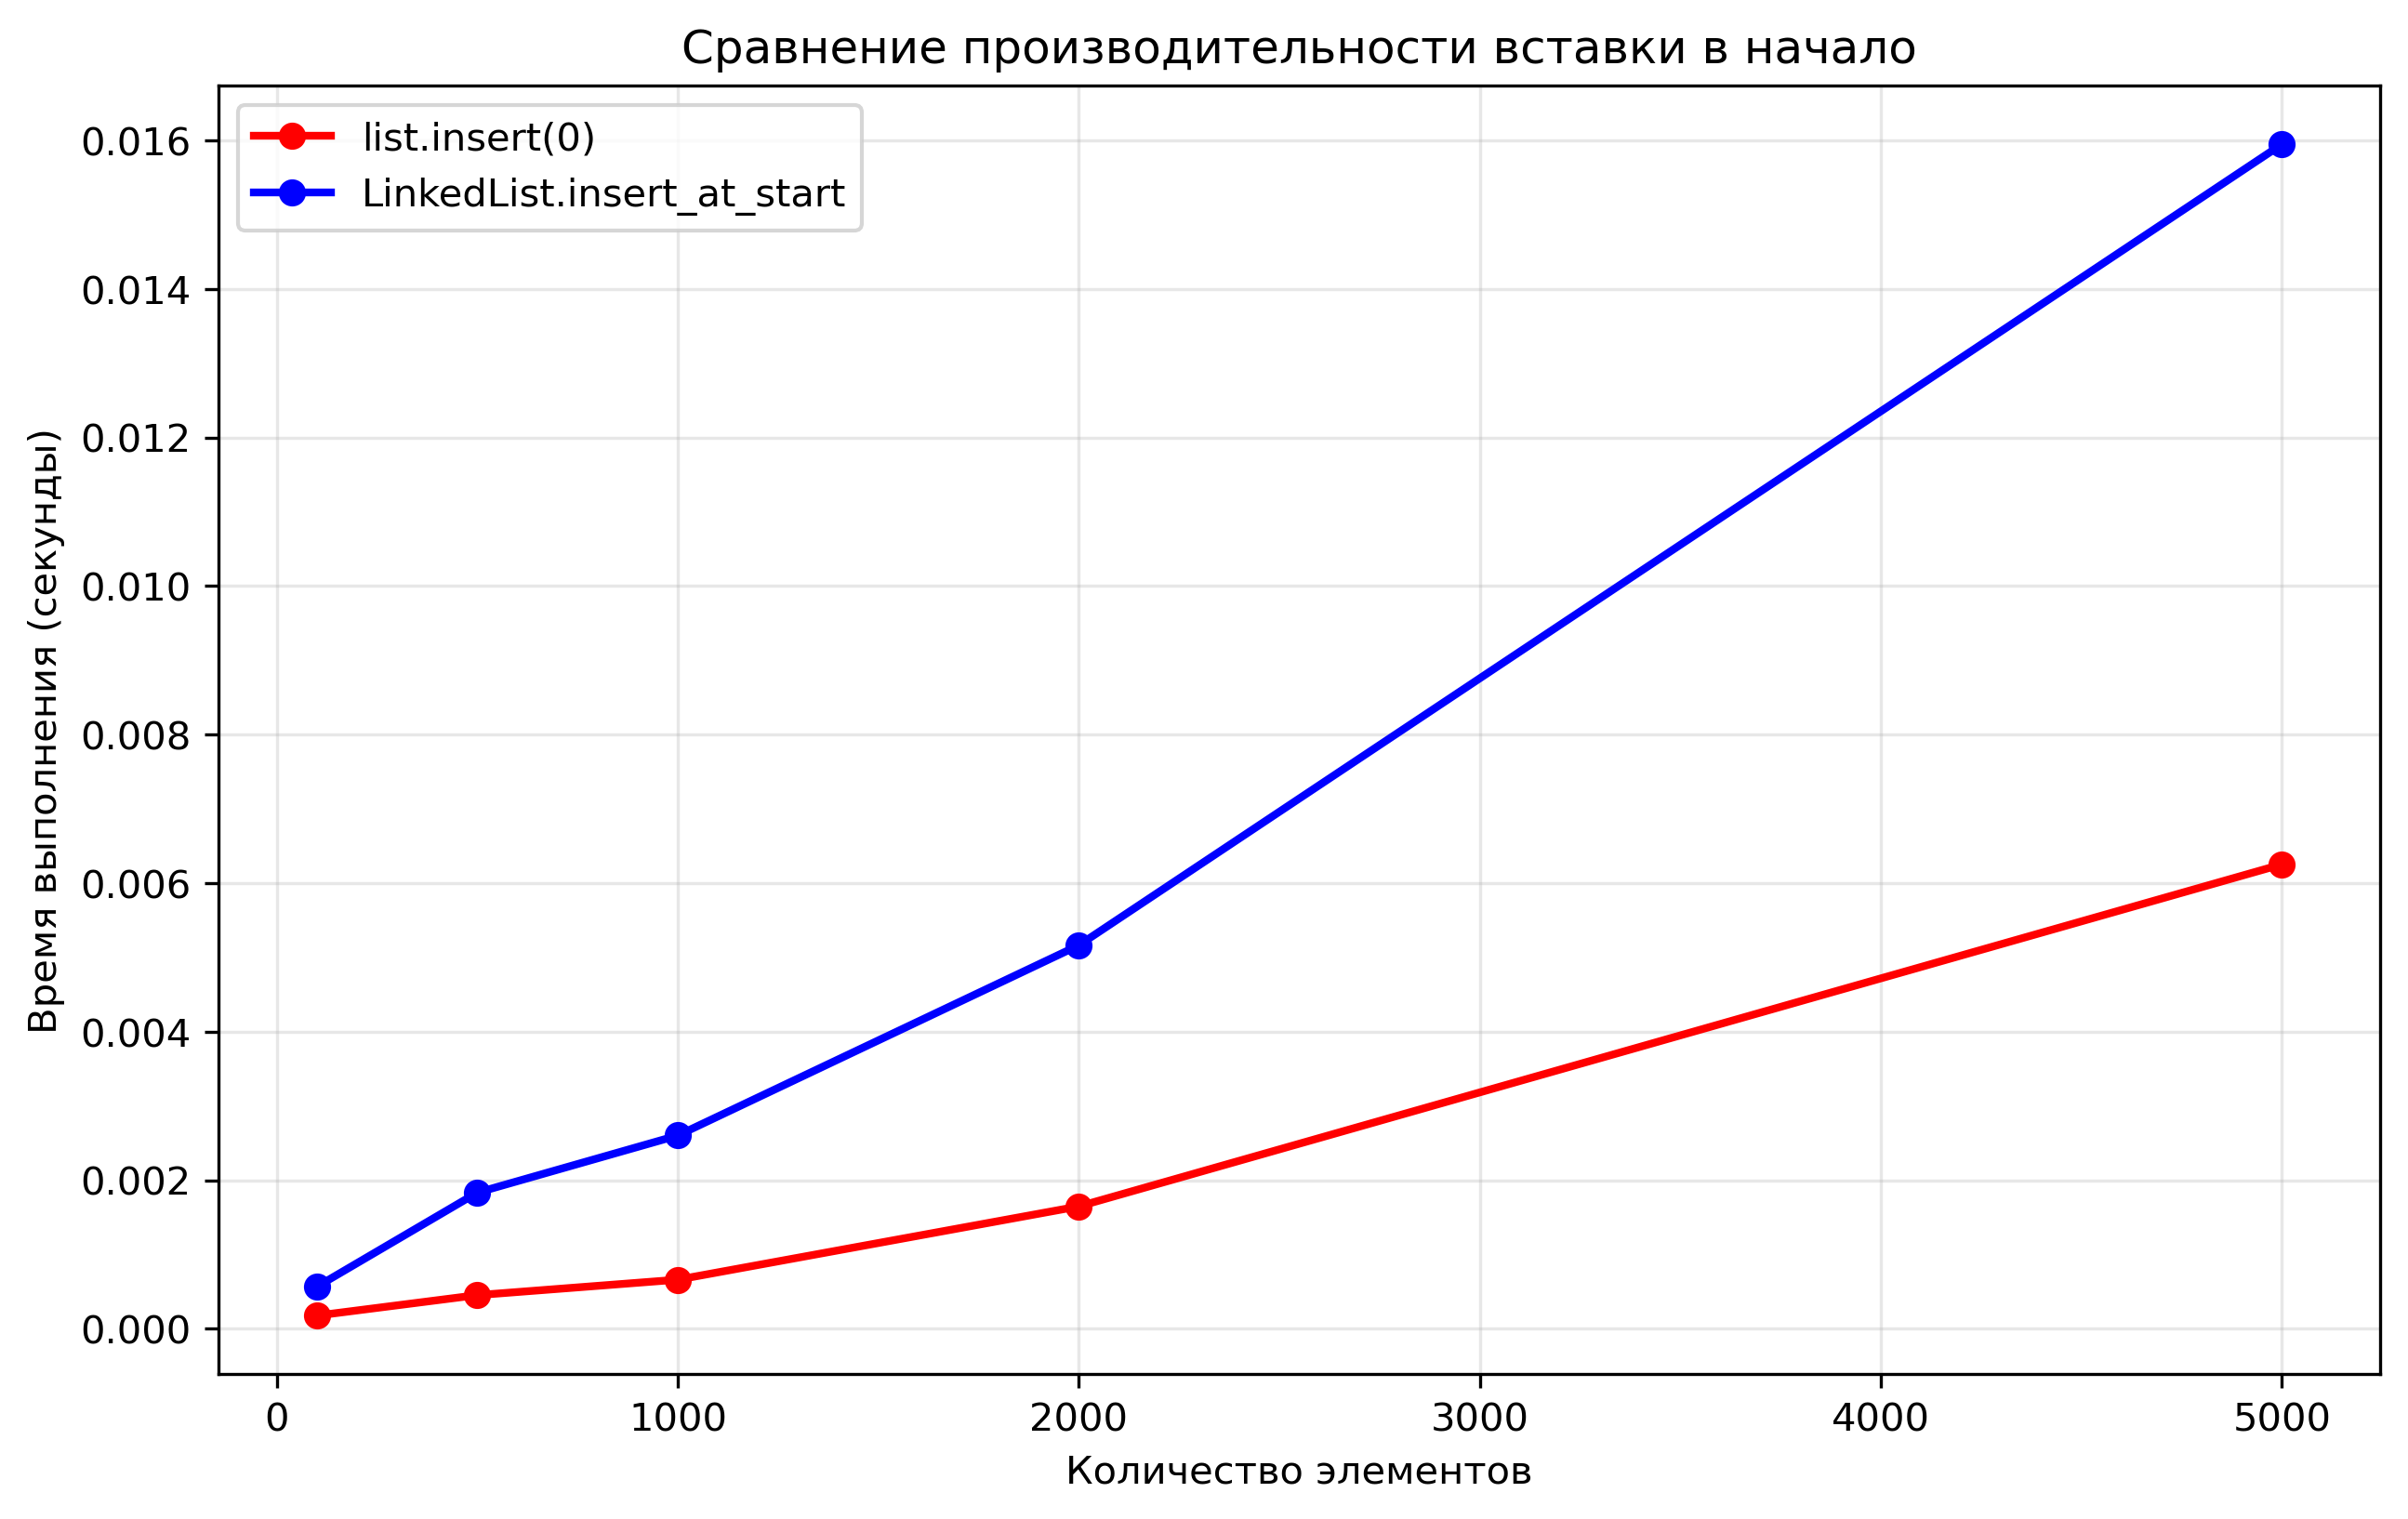 Сравнение производительности вставки в начало
list.insert(0)
LinkedList.insert_at_start
Время выполнения (секунды)
0.016
0.014
0.012
0.010
0.008
0.006
0.004
0.002
0.000
0 1000 2000 3000 4000 5000
Количество элементов